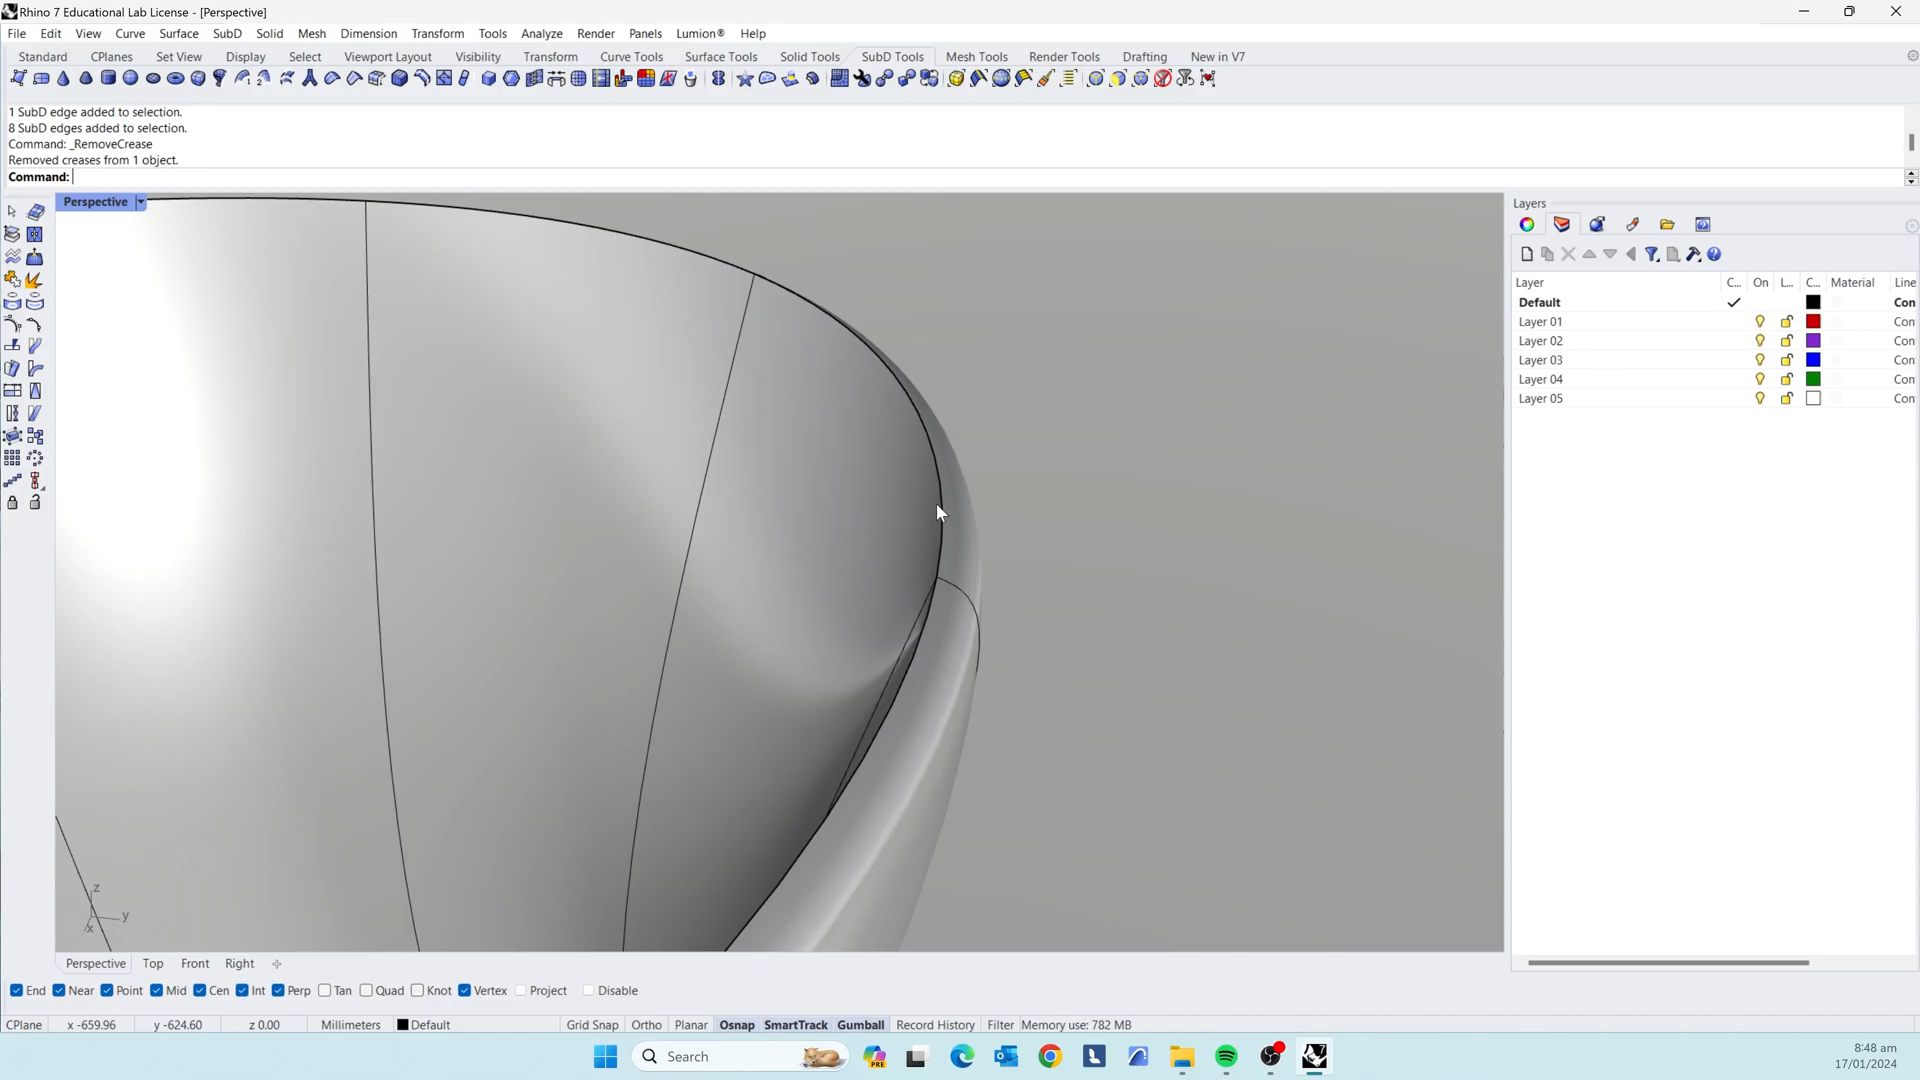 Rhino 7 Educational Lab License - [Perspective]
File Edit View Curve Surface SubD Solid Mesh Dimension Transform Tools Analyze Render Panels Lumion® Help
Standard CPlanes Set View Display Select Viewport Layout Visibility Transform Curve Tools Surface Tools Solid Tools SubD Tools Mesh Tools Render Tools Drafting New in V7
1 SubD edge added to selection.
8 SubD edges added to selection.
Command: _RemoveCrease
Removed creases from 1 object.
Command:
Perspective
Layers
Layer C... On L... C... Material Line
Default Con
Layer 01 Con
Layer 02 Con
Layer 03 Con
Layer 04 Con
Layer 05 Con
z
y
x
Perspective Top Front Right
End Near Point Mid Cen Int Perp Tan Quad Knot Vertex Project Disable
CPlane x -659.96 y -624.60 z 0.00 Millimeters Default Grid Snap Ortho Planar Osnap SmartTrack Gumball Record History Filter Memory use: 782 MB
Search PRE L 7
8:48 am
17/01/2024